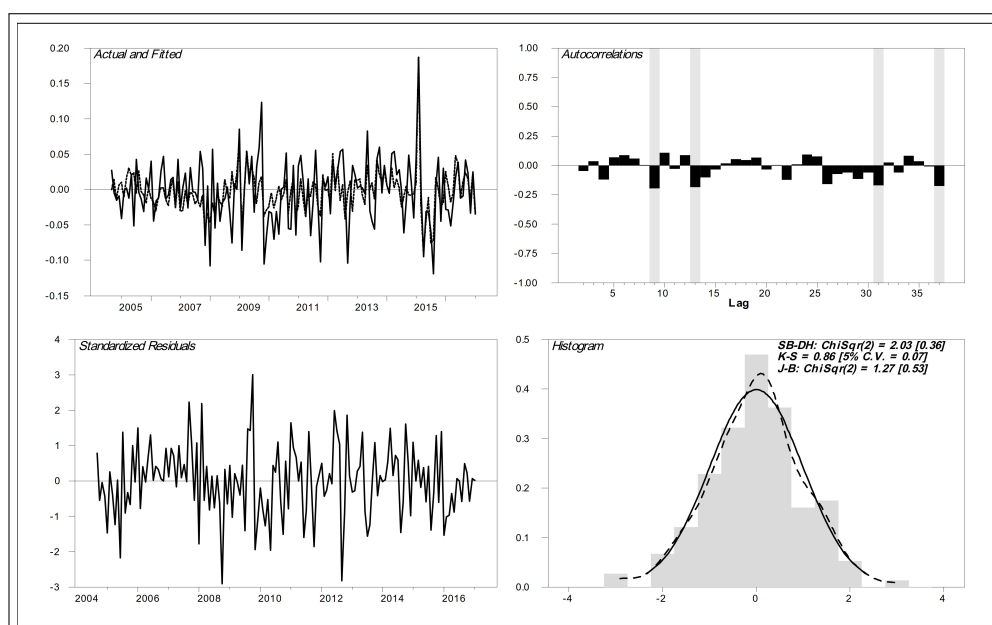 Actual and Fitted
0.20
0.15
0.10
0.05
0.00
-0.05
-0.10
-0.15
2005 2007 2009 2011 2013 2015
Autocorrelations
1.00
0.75
0.50
0.25
0.00
-0.25
-0.50
-0.75
-1.00
5 10 15 20 25 30 35
Lag
Standardized Residuals
4
3
2
1
0
-1
-2
-3
2004 2006 2008 2010 2012 2014 2016
Histogram
SB-DH: ChiSqr(2) = 2.03 [0.36]
K-S = 0.86 [5% C.V. = 0.07]
J-B: ChiSqr(2) = 1.27 [0.53]
0.5
0.4
0.3
0.2
0.1
0.0
-4 -2 0 2 4